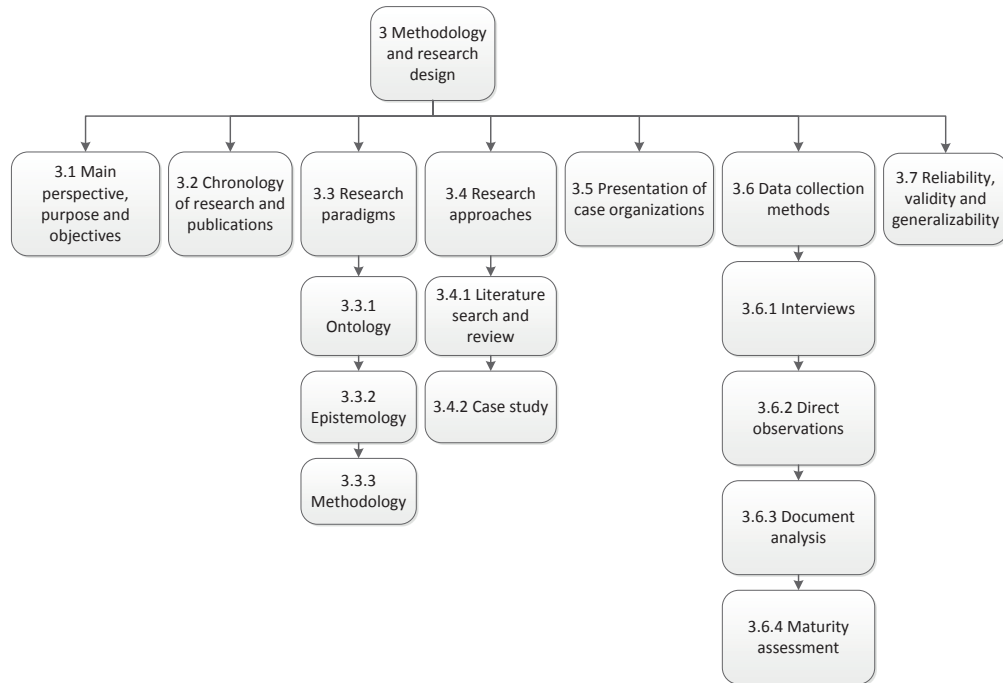 3 Methodology
and research
design
3.1 Main
perspective,
purpose and
objectives
3.2 Chronology
of research and
publications
3.3 Research
paradigms
3.4 Research
approaches
3.5 Presentation of
case organizations
3.6 Data collection
methods
3.7 Reliability,
validity and
generalizability
3.3.1
Ontology
3.4.1 Literature
search and
review
3.6.1 Interviews
3.3.2
Epistemology
3.4.2 Case study
3.6.2 Direct
observations
3.3.3
Methodology
3.6.3 Document
analysis
3.6.4 Maturity
assessment